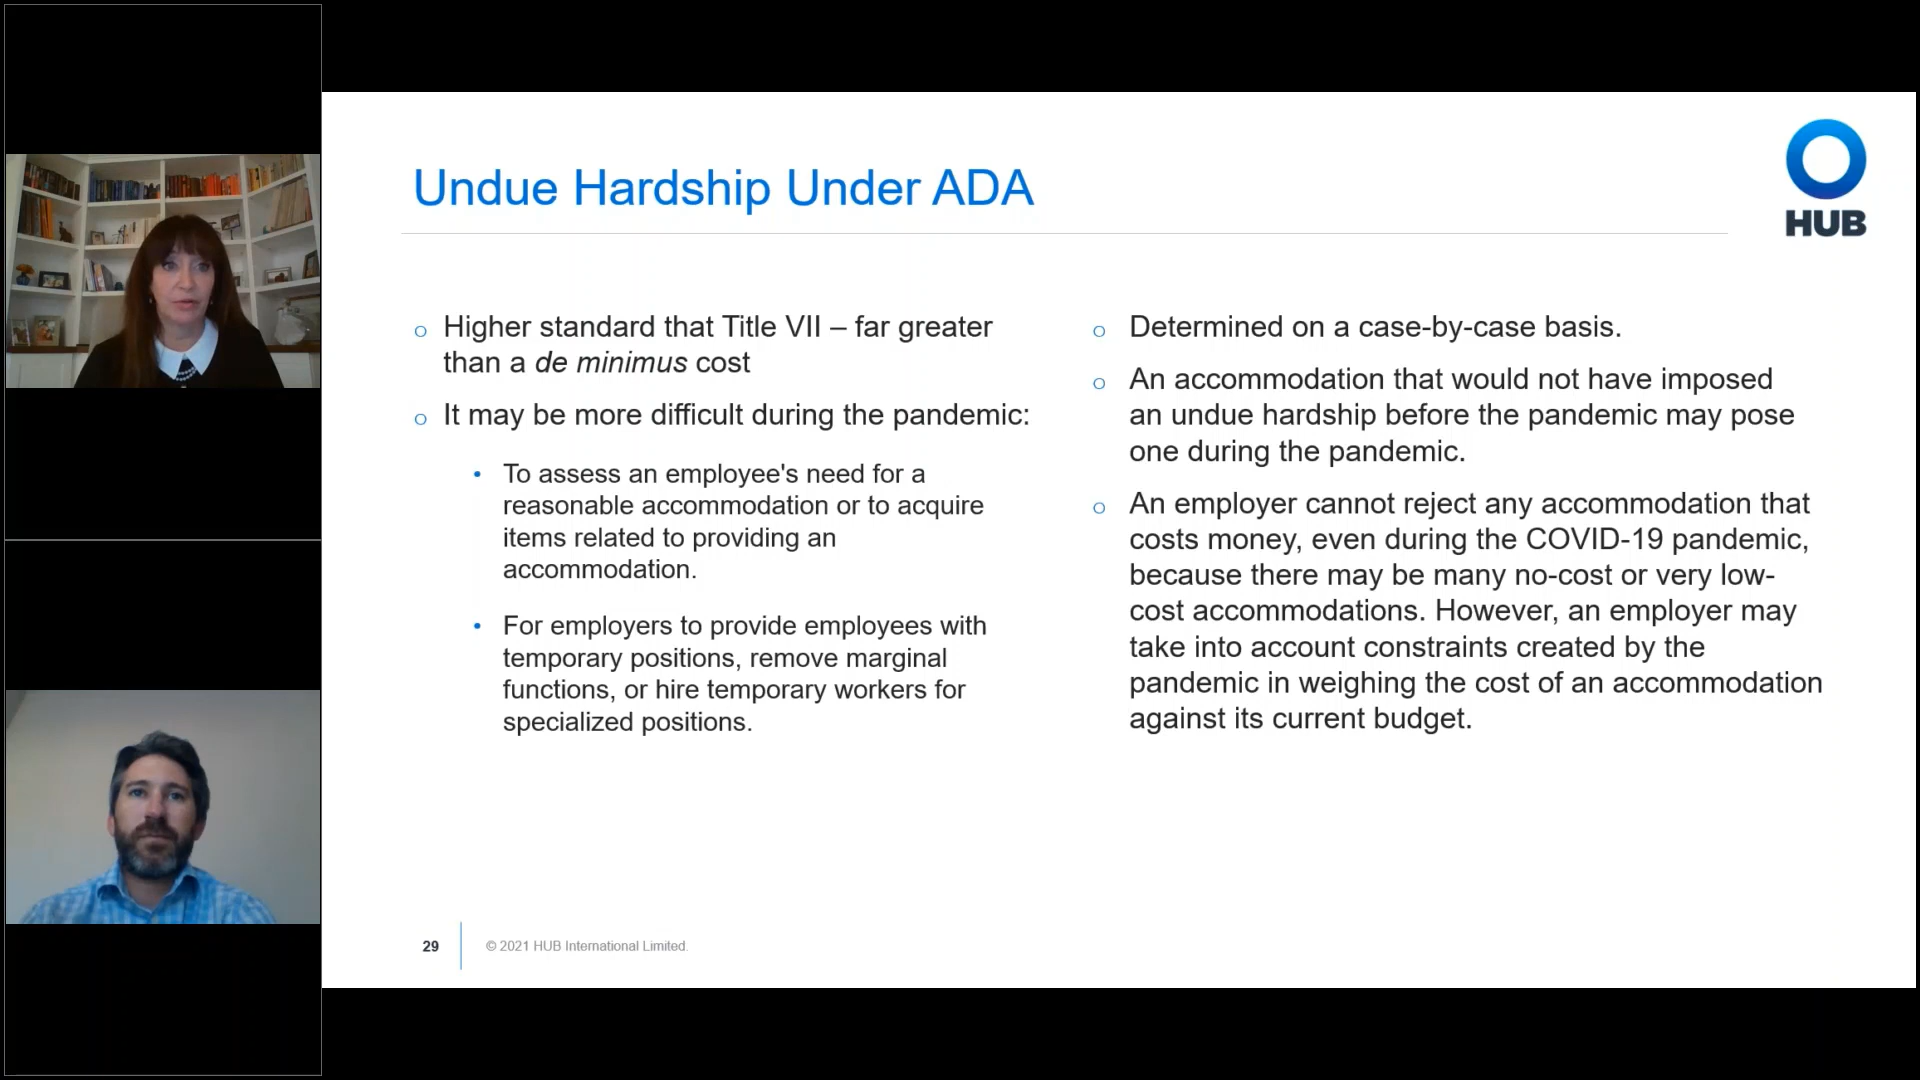 Undue Hardship Under ADA
HUB
Higher standard that Title VII – far greater
than a de minimus cost
It may be more difficult during the pandemic:
To assess an employee's need for a
reasonable accommodation or to acquire
items related to providing an
accommodation.
For employers to provide employees with
temporary positions, remove marginal
functions, or hire temporary workers for
specialized positions.
Determined on a case-by-case basis.
An accommodation that would not have imposed
an undue hardship before the pandemic may pose
one during the pandemic.
An employer cannot reject any accommodation that
costs money, even during the COVID-19 pandemic,
because there may be many no-cost or very low-
cost accommodations. However, an employer may
take into account constraints created by the
pandemic in weighing the cost of an accommodation
against its current budget.
29
© 2021 HUB International Limited.